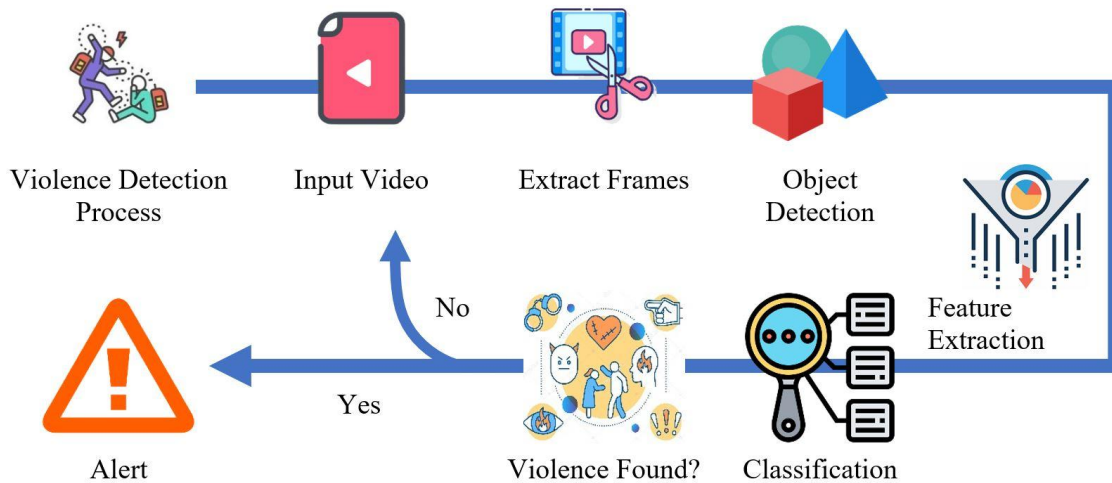 Violence Detection
Process
Input Video
Extract Frames
Object
Detection
Feature
Extraction
No
Yes
Alert
Violence Found?
Classification